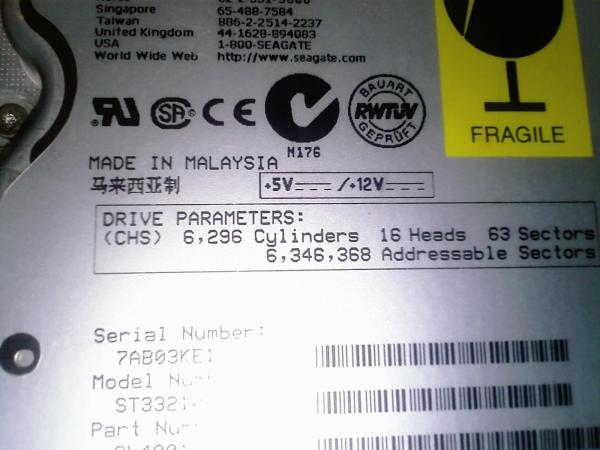 Singapore 65-488-7584
Taiwan 886-2-2514-2237
United Kingdom 44-1628-894083
USA 1-800-SEAGATE
World Wide Web http://www.seagate.com
SA CE
BAUART
RWTÜV
GEPRÜFT
FRAGILE
N176
MADE IN MALAYSIA
马来西亚制 +5V /+12V
DRIVE PARAMETERS:
(CHS) 6,296 Cylinders 16 Heads 63 Sectors
6,346,368 Addressable Sectors
Serial Number:
7AB03KE1
Model
Part